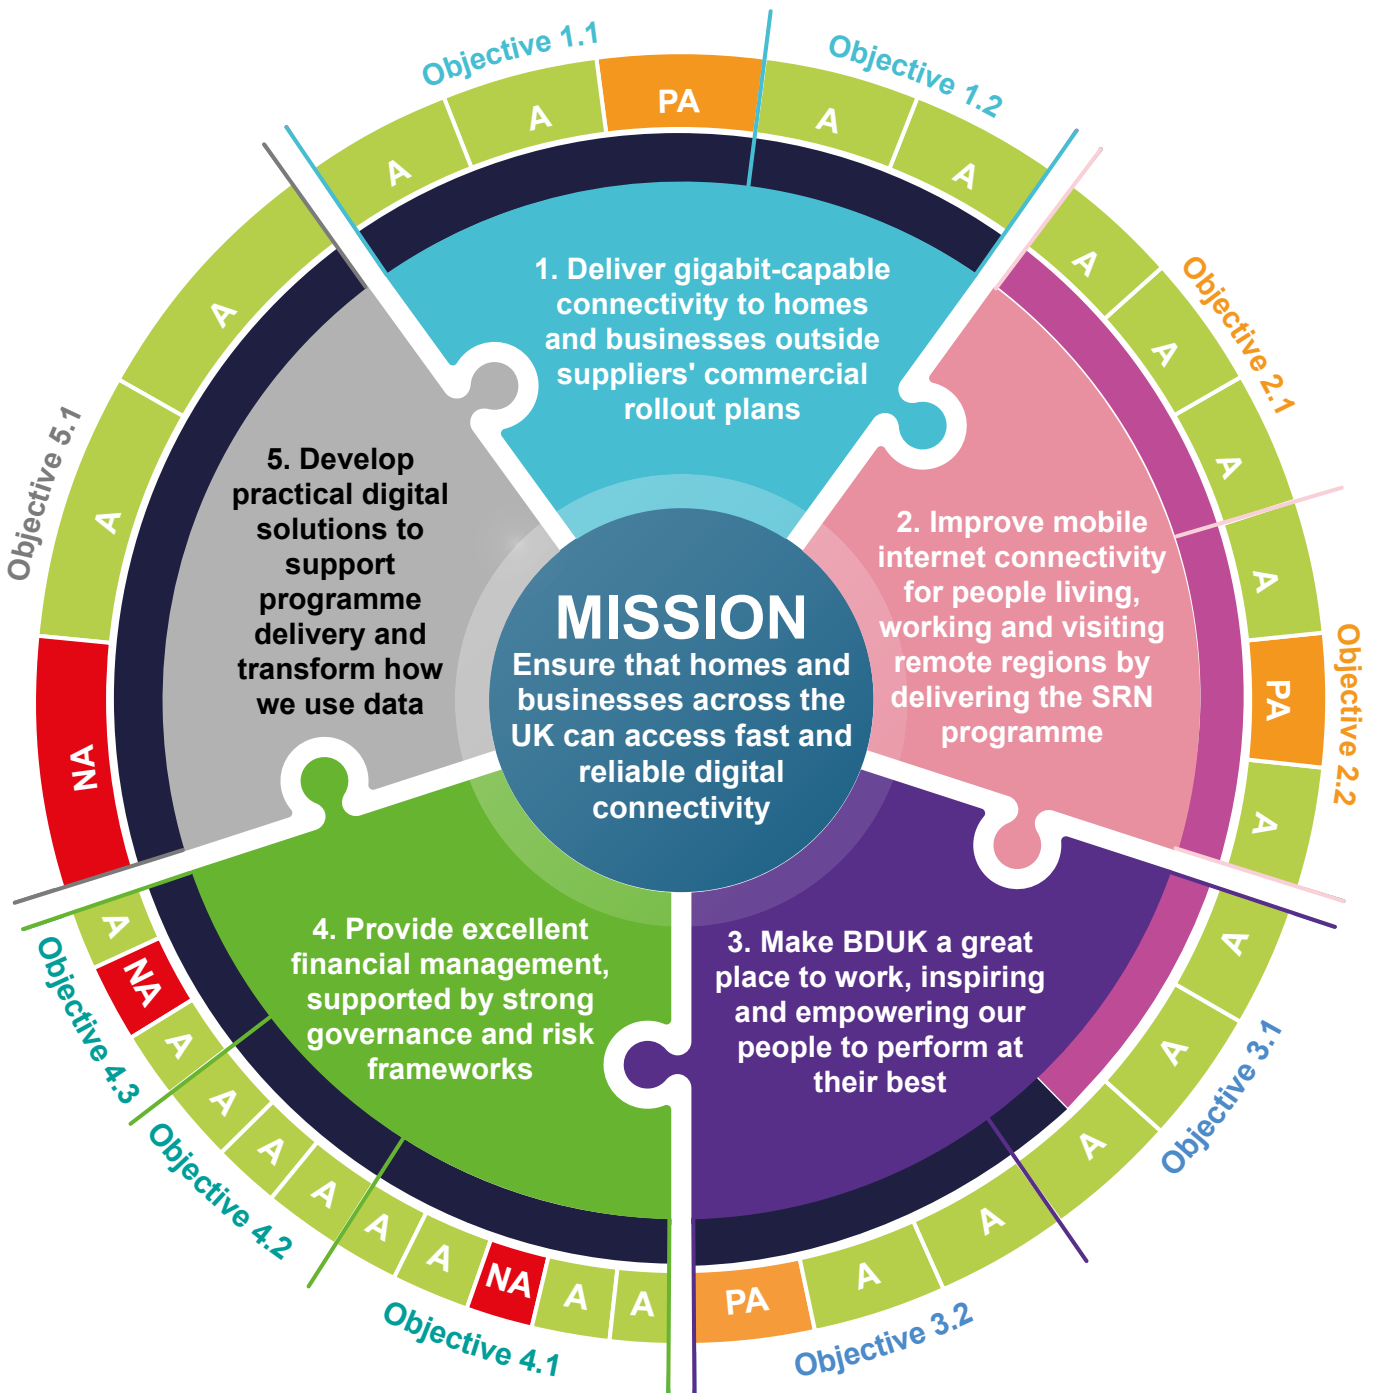 Objective 1.1
A
A
PA
Objective 1.2
A
A
1. Deliver gigabit-capable
connectivity to homes
and businesses outside
suppliers' commercial
rollout plans
Objective 2.1
A
A
A
Objective 2.2
A
PA
A
2. Improve mobile
internet connectivity
for people living,
working and visiting
remote regions by
delivering the SRN
programme
Objective 3.1
A
A
A
Objective 3.2
A
A
PA
3. Make BDUK a great
place to work, inspiring
and empowering our
people to perform at
their best
Objective 4.1
A
A
NA
A
A
Objective 4.2
A
A
A
Objective 4.3
A
NA
A
4. Provide excellent
financial management,
supported by strong
governance and risk
frameworks
Objective 5.1
NA
A
A
5. Develop
practical digital
solutions to
support
programme
delivery and
transform how
we use data
MISSION
Ensure that homes and
businesses across the
UK can access fast and
reliable digital
connectivity